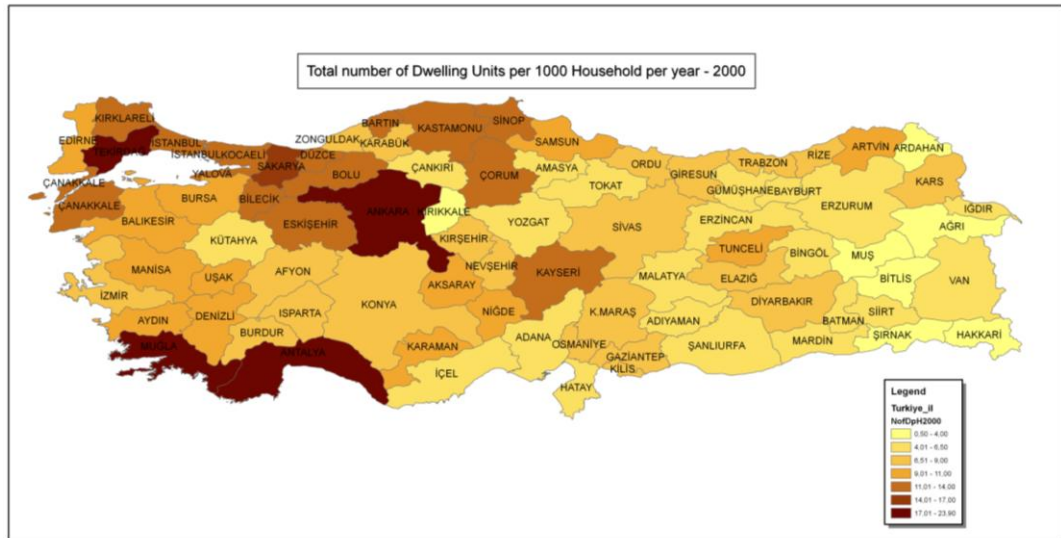 Total number of Dwelling Units per 1000 Household per year - 2000
KIRKLARELİ
EDİRNE
TEKİRDAĞ
İSTANBUL
İSTANBUL
KOCAELİ
YALOVA
ÇANAKKALE
ÇANAKKALE
SAKARYA
DÜZCE
ZONGULDAK
BARTIN
KARABÜK
KASTAMONU
SİNOP
SAMSUN
BOLU
ÇANKIRI
ÇORUM
AMASYA
TOKAT
ORDU
GİRESUN
TRABZON
RİZE
ARTVİN
ARDAHAN
KARS
IĞDIR
GÜMÜŞHANE
BAYBURT
ERZURUM
ERZİNCAN
AĞRI
BALIKESİR
BURSA
BİLECİK
ESKİŞEHİR
KÜTAHYA
ANKARA
KIRIKKALE
YOZGAT
SİVAS
KIRŞEHİR
NEVŞEHİR
KAYSERİ
MALATYA
TUNCELİ
ELAZIĞ
BİNGÖL
MUŞ
BİTLİS
VAN
MANİSA
UŞAK
AFYON
KONYA
AKSARAY
NİĞDE
İZMİR
AYDIN
DENİZLİ
ISPARTA
BURDUR
MUĞLA
ANTALYA
KARAMAN
İÇEL
ADANA
OSMANİYE
HATAY
K.MARAŞ
GAZİANTEP
KİLİS
ADIYAMAN
ŞANLIURFA
DİYARBAKIR
MARDİN
BATMAN
SİİRT
ŞIRNAK
HAKKARİ
Legend
Turkiye_il
NofDpH2000
0,50 - 4,00
4,01 - 6,50
6,51 - 9,00
9,01 - 11,00
11,01 - 14,00
14,01 - 17,00
17,01 - 23,90